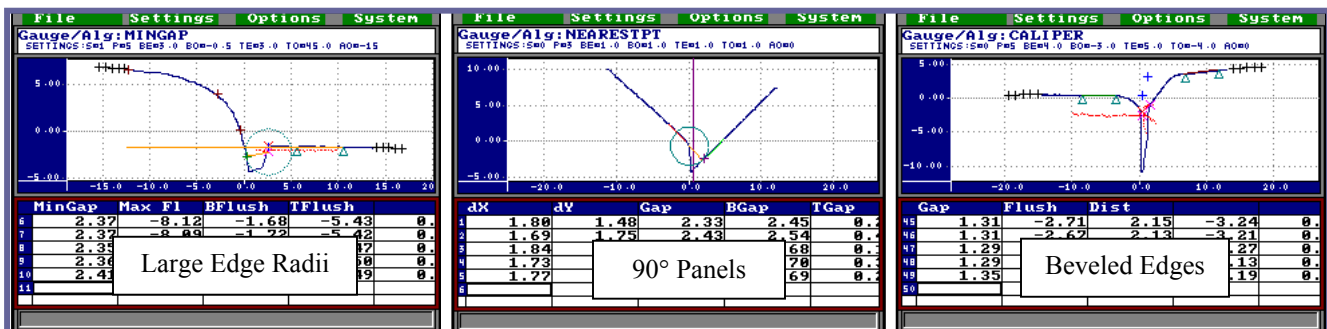 File Settings Options System
Gauge/Alg:MINGAP
SETTINGS:S=1 P=5 BE=3.0 BO=-0.5 TE=3.0 TO=45.0 AO=-15
5.00
0.00
-5.00
-15.0 -10.0 -5.0 0.0 5.0 10.0 15.0 20
MinGap Max Fl BFlush TFlush
6 2.37 -8.12 -1.68 -5.43 0.
7 2.37 -8.09 -1.72 -5.42 0.
8 2.35 47 0.
9 2.36 50 0.
10 2.41 49 0.
11
Large Edge Radii
File Settings Options System
Gauge/Alg:NEARESTPT
SETTINGS:S=0 P=3 BE=1.0 BO=1.0 TE=1.0 TO=1.0 AO=0
10.00
5.00
0.00
-5.00
-20.0 -10.0 0.0 10.0 20.0
dX dY Gap BGap TGap
1 1.80 1.48 2.33 2.45 0.2
2 1.69 1.75 2.43 2.54 0.4
3 1.84 68 0.1
4 1.73 70 0.3
5 1.77 69 0.2
6
90° Panels
File Settings Options System
Gauge/Alg:CALIPER
SETTINGS:S=0 P=5 BE=4.0 BO=-3.0 TE=5.0 TO=-4.0 AO=0
5.00
0.00
-5.00
-10.00
-20.0 -10.0 0.0 10.0 20.0
Gap Flush Dist
45 1.31 -2.71 2.15 -3.24 0.
46 1.31 -2.67 2.13 -3.21 0.
47 1.29 .27 0.
48 1.29 .13 0.
49 1.35 .19 0.
50
Beveled Edges